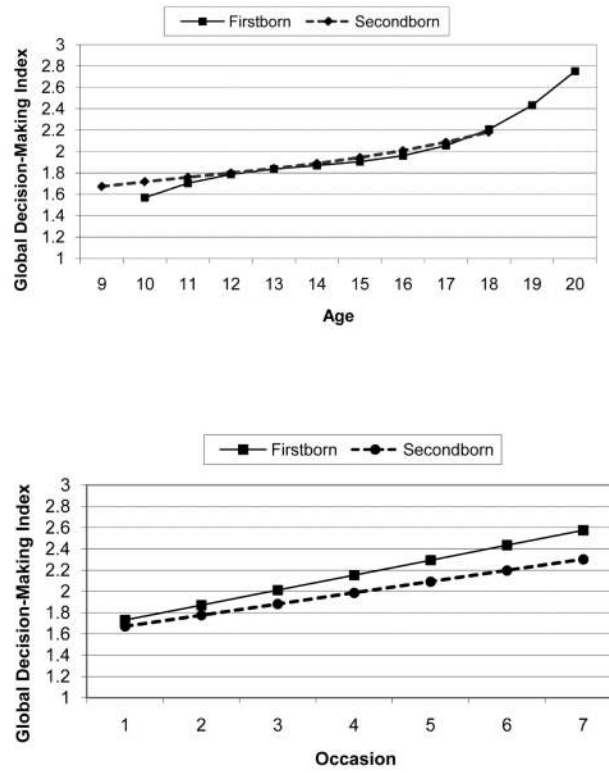 Firstborn Secondborn
Global Decision-Making Index
3
2.8
2.6
2.4
2.2
2
1.8
1.6
1.4
1.2
1
9 10 11 12 13 14 15 16 17 18 19 20
Age
Firstborn Secondborn
Global Decision-Making Index
3
2.8
2.6
2.4
2.2
2
1.8
1.6
1.4
1.2
1
1 2 3 4 5 6 7
Occasion